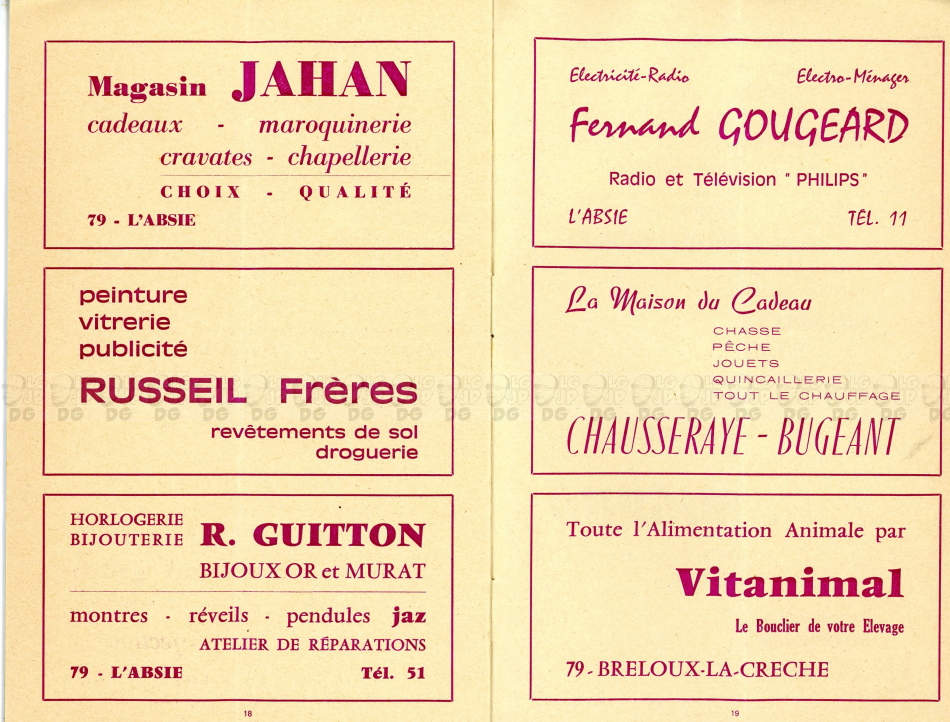 Magasin JAHAN
cadeaux - maroquinerie
cravates - chapellerie
CHOIX - QUALITÉ
79 - L'ABSIE
peinture
vitrerie
publicité
RUSSEIL Frères
revêtements de sol
droguerie
HORLOGERIE
BIJOUTERIE
R. GUITTON
BIJOUX OR et MURAT
montres - réveils - pendules jaz
ATELIER DE RÉPARATIONS
79 - L'ABSIE Tél. 51
18
Electricité-Radio Electro-Ménager
Fernand GOUGEARD
Radio et Télévision "PHILIPS"
L'ABSIE TÉL. 11
La Maison du Cadeau
CHASSE
PÊCHE
JOUETS
QUINCAILLERIE
TOUT LE CHAUFFAGE
CHAUSSERAYE - BUGEANT
Toute l'Alimentation Animale par
Vitanimal
Le Bouclier de votre Elevage
79 - BRELOUX-LA-CRECHE
19